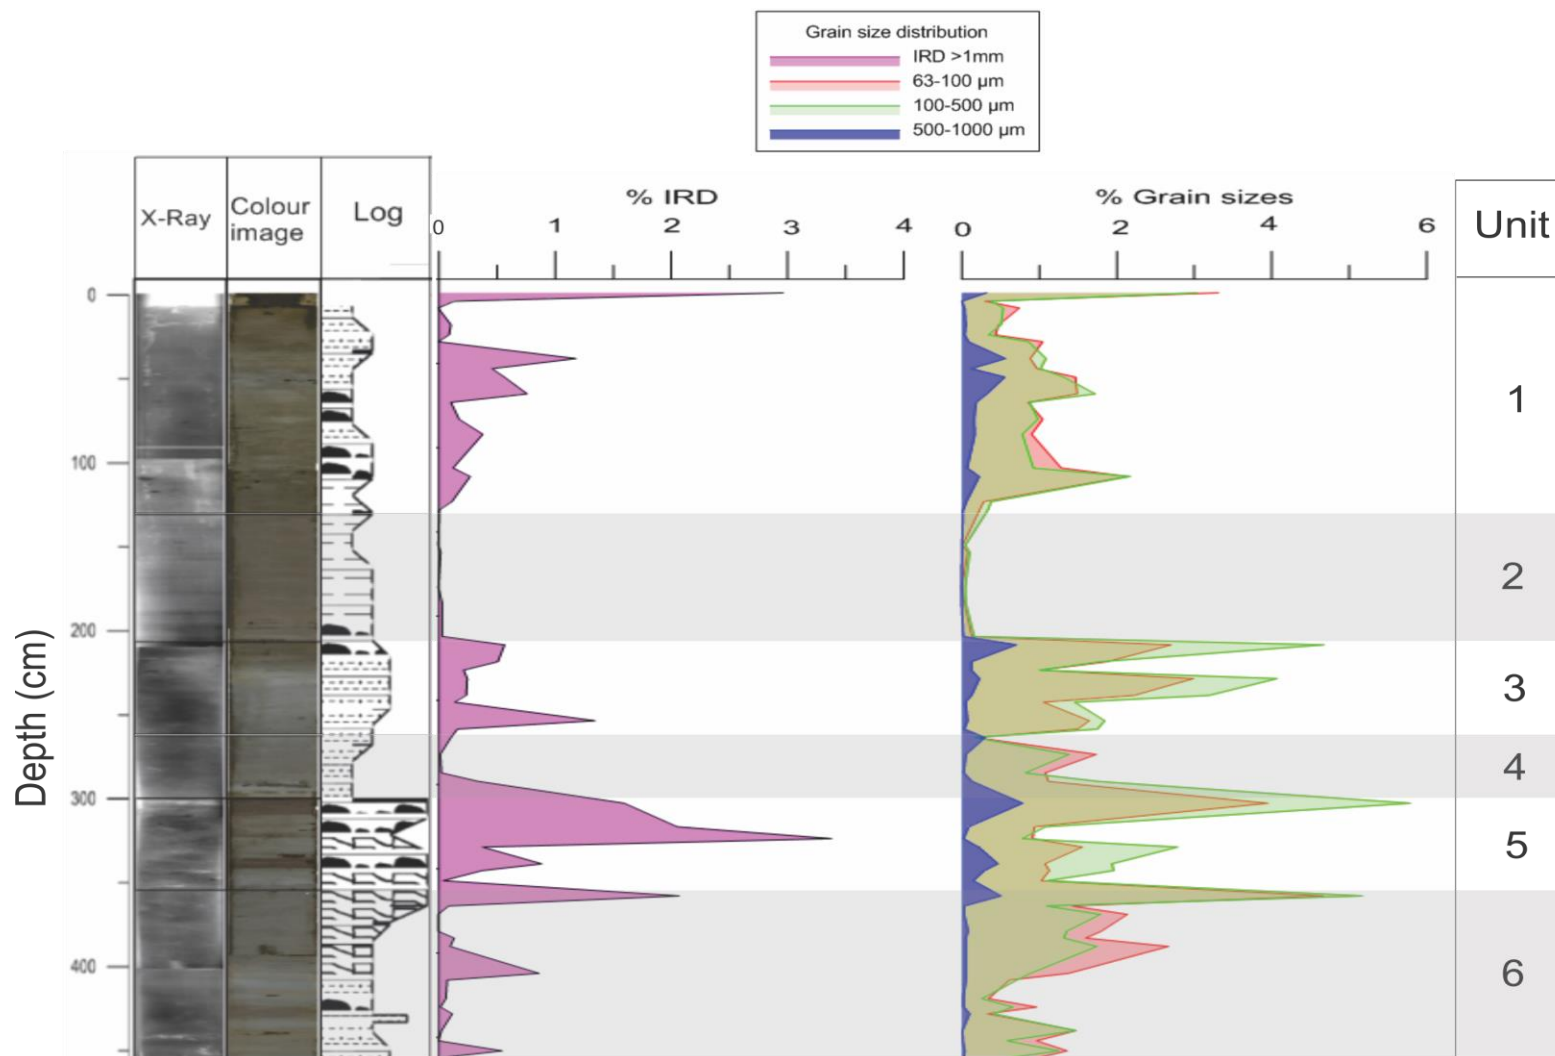 Grain size distribution
IRD >1mm
63-100 µm
100-500 µm
500-1000 µm
X-Ray
Colour
image
Log
% IRD
0 1 2 3 4
% Grain sizes
0 2 4 6
Unit
Depth (cm)
0
100
200
300
400
1
2
3
4
5
6